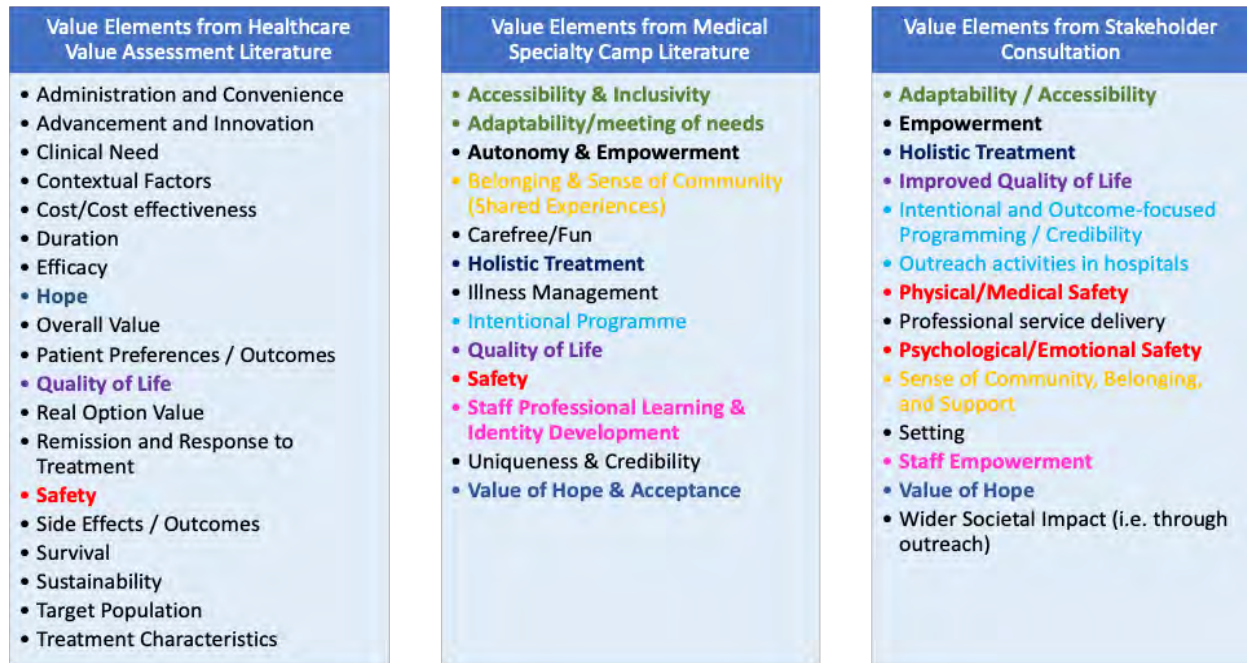 Value Elements from Healthcare
Value Assessment Literature
• Administration and Convenience
• Advancement and Innovation
• Clinical Need
• Contextual Factors
• Cost/Cost effectiveness
• Duration
• Efficacy
• Hope
• Overall Value
• Patient Preferences / Outcomes
• Quality of Life
• Real Option Value
• Remission and Response to
Treatment
• Safety
• Side Effects / Outcomes
• Survival
• Sustainability
• Target Population
• Treatment Characteristics
Value Elements from Medical
Specialty Camp Literature
• Accessibility & Inclusivity
• Adaptability/meeting of needs
• Autonomy & Empowerment
• Belonging & Sense of Community
(Shared Experiences)
• Carefree/Fun
• Holistic Treatment
• Illness Management
• Intentional Programme
• Quality of Life
• Safety
• Staff Professional Learning &
Identity Development
• Uniqueness & Credibility
• Value of Hope & Acceptance
Value Elements from Stakeholder
Consultation
• Adaptability / Accessibility
• Empowerment
• Holistic Treatment
• Improved Quality of Life
• Intentional and Outcome-focused
Programming / Credibility
• Outreach activities in hospitals
• Physical/Medical Safety
• Professional service delivery
• Psychological/Emotional Safety
• Sense of Community, Belonging,
and Support
• Setting
• Staff Empowerment
• Value of Hope
• Wider Societal Impact (i.e. through
outreach)